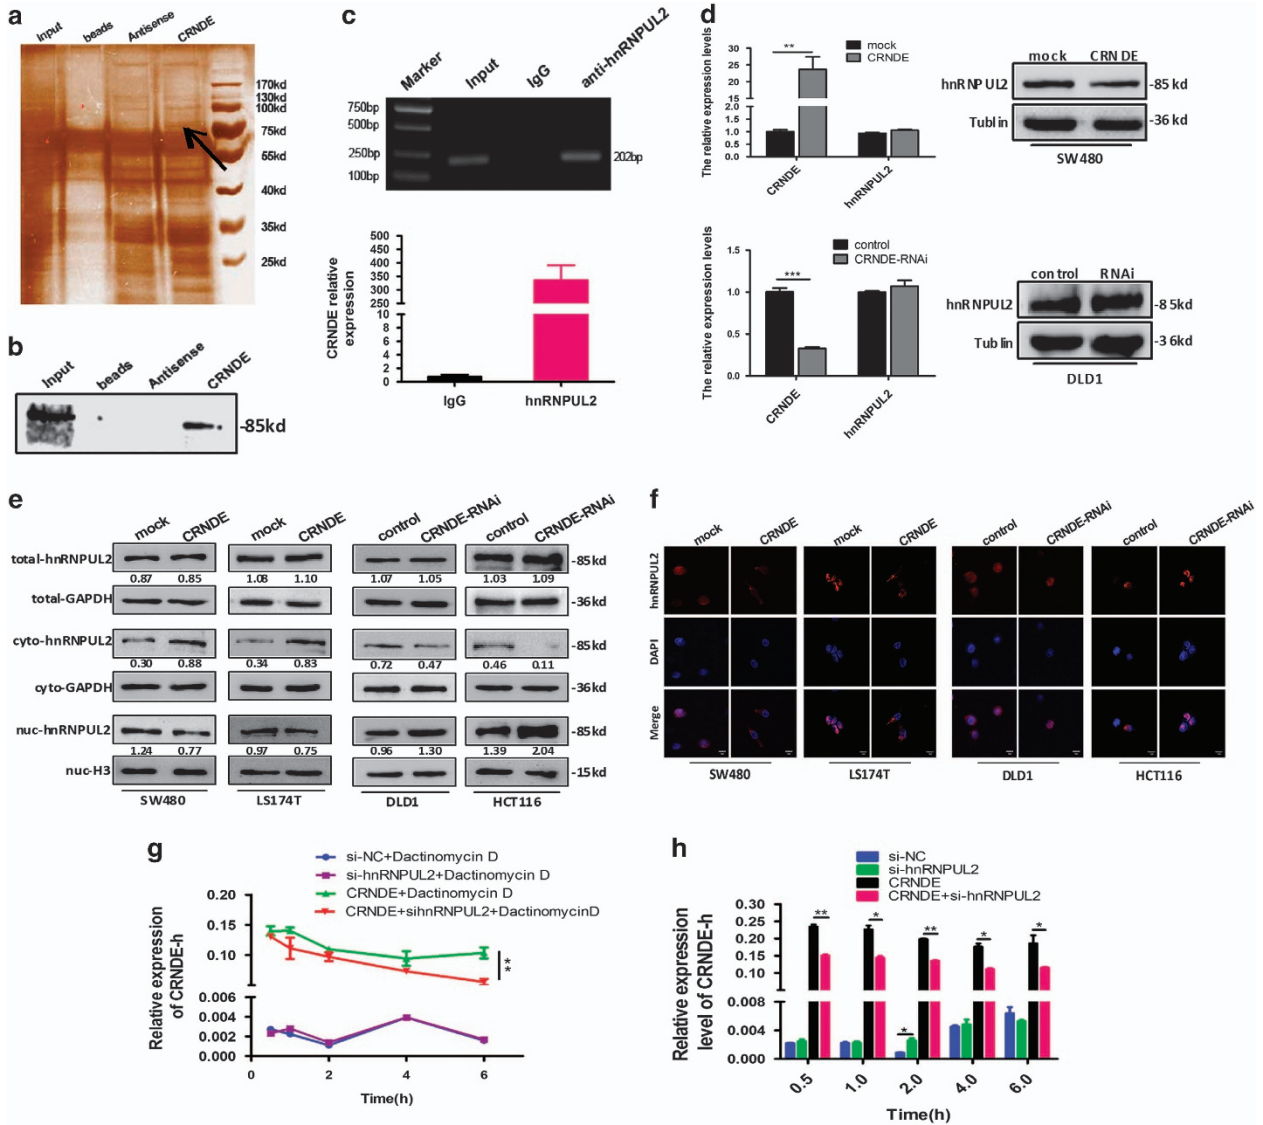 a
Input beads Antisense CRNDE
170kd
130kd
100kd
75kd
65kd
40kd
35kd
25kd
b
Input beads Antisense CRNDE
-85kd
c
Marker Input IgG anti-hnRNPUL2
750bp
500bp
250bp
100bp
202bp
CRNDE relative
expression
500
450
400
350
300
250
10
8
6
4
2
0
IgG hnRNPUL2
d
The relative expression levels
30
25
20
15
2.0
1.5
1.0
0.5
0.0
**
mock
CRNDE
CRNDE hnRNPUL2
mock CRNDE
hnRNPUL2 -85 kd
Tublin -36 kd
SW480
The relative expression levels
1.5
1.0
0.5
0.0
***
control
CRNDE-RNAi
CRNDE hnRNPUL2
control RNAi
hnRNPUL2 -85kd
Tublin -36kd
DLD1
e
mock CRNDE mock CRNDE control CRNDE-RNAi control CRNDE-RNAi
total-hnRNPUL2 -85kd
0.87 0.85 1.08 1.10 1.07 1.05 1.03 1.09
total-GAPDH -36kd
cyto-hnRNPUL2 -85kd
0.30 0.88 0.34 0.83 0.72 0.47 0.46 0.11
cyto-GAPDH -36kd
nuc-hnRNPUL2 -85kd
1.24 0.77 0.97 0.75 0.96 1.30 1.39 2.04
nuc-H3 -15kd
SW480 LS174T DLD1 HCT116
f
mock CRNDE mock CRNDE control CRNDE-RNAi control CRNDE-RNAi
hnRNPUL2
DAPI
Merge
SW480 LS174T DLD1 HCT116
g
si-NC+Dactinomycin D
si-hnRNPUL2+Dactinomycin D
CRNDE+Dactinomycin D
CRNDE+sihnRNPUL2+DactinomycinD
Relative expression
of CRNDE-h
0.20
0.15
0.10
0.006
0.004
0.002
0.000
**
0 2 4 6
Time(h)
h
si-NC
si-hnRNPUL2
CRNDE
CRNDE+si-hnRNPUL2
Relative expression
level of CRNDE-h
0.30
0.25
0.20
0.15
0.10
0.008
0.004
0.000
** * ** * *
*
0.5 1.0 2.0 4.0 6.0
Time(h)